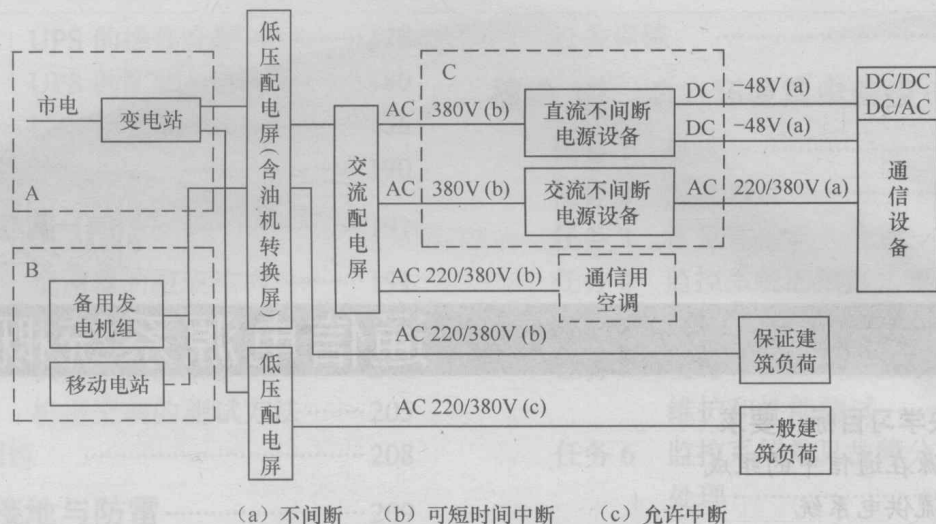 市电
变电站
A
B
备用发
电机组
移动电站
低压配电屏(含油机转换屏)
低压配电屏
交流配电屏
C
AC 380V (b)
直流不间断
电源设备
DC -48V (a)
DC -48V (a)
AC 380V (b)
交流不间断
电源设备
AC 220/380V (a)
DC/DC
DC/AC
通信设备
AC 220/380V (b)
通信用
空调
AC 220/380V (b)
保证建
筑负荷
AC 220/380V (c)
一般建
筑负荷
(a) 不间断 (b) 可短时间中断 (c) 允许中断